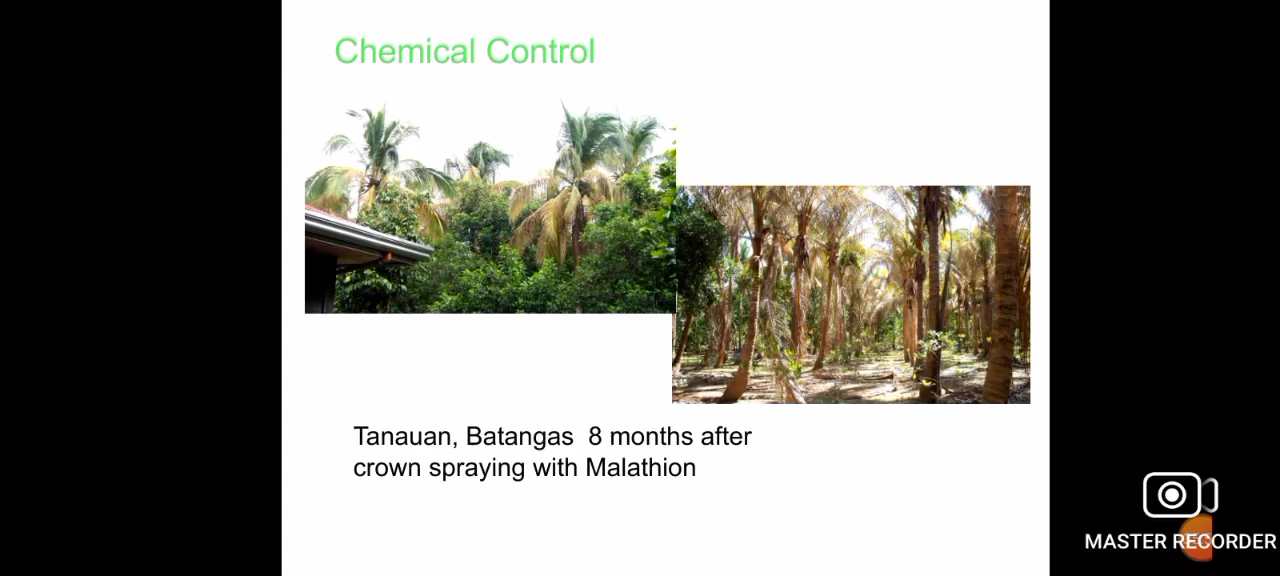 Chemical Control
Tanauan, Batangas  8 months after
crown spraying with Malathion
MASTER RECORDER